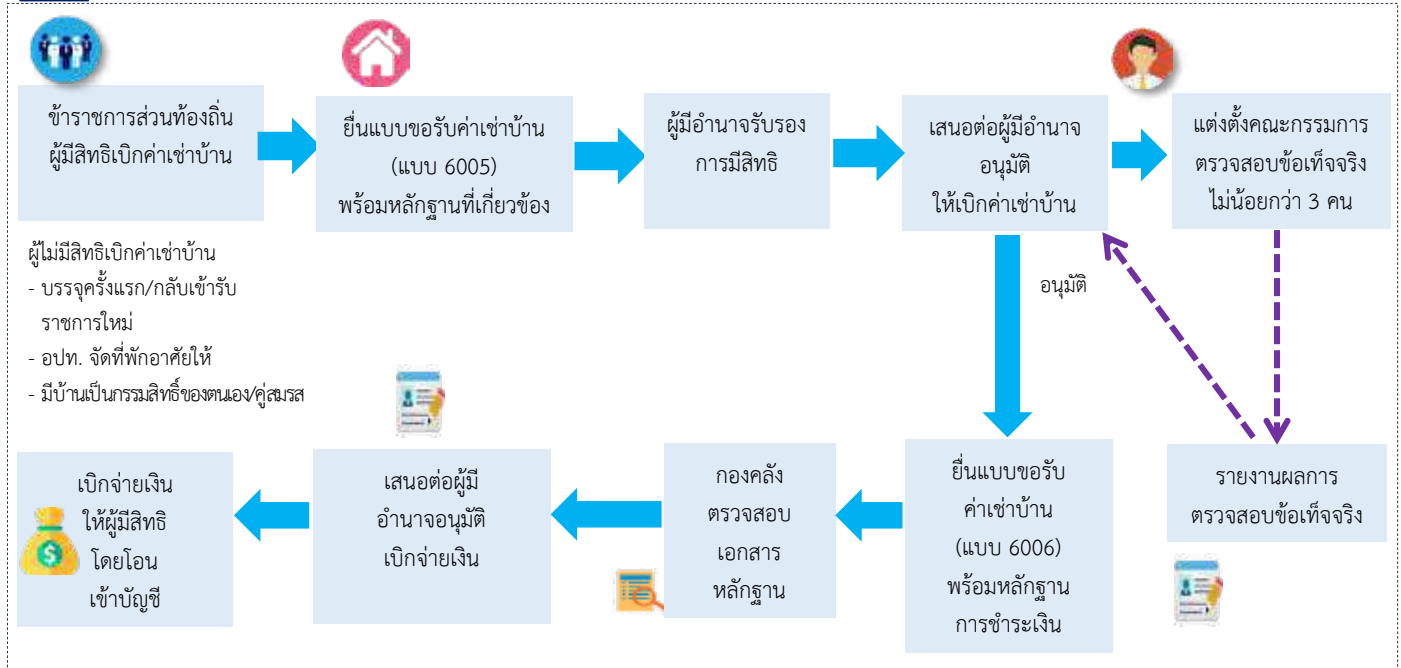 ข้าราชการส่วนท้องถิ่น
ผู้มีสิทธิเบิกค่าเช่าบ้าน
ยื่นแบบขอรับค่าเช่าบ้าน
(แบบ 6005)
พร้อมหลักฐานที่เกี่ยวข้อง
ผู้มีอำนาจรับรอง
การมีสิทธิ
เสนอต่อผู้มีอำนาจ
อนุมัติ
ให้เบิกค่าเช่าบ้าน
แต่งตั้งคณะกรรมการ
ตรวจสอบข้อเท็จจริง
ไม่น้อยกว่า 3 คน
ผู้ไม่มีสิทธิเบิกค่าเช่าบ้าน
- บรรจุครั้งแรก/กลับเข้ารับ
ราชการใหม่
- อปท. จัดที่พักอาศัยให้
- มีบ้านเป็นกรรมสิทธิ์ของตนเอง/คู่สมรส
อนุมัติ
รายงานผลการ
ตรวจสอบข้อเท็จจริง
ยื่นแบบขอรับ
ค่าเช่าบ้าน
(แบบ 6006)
พร้อมหลักฐาน
การชำระเงิน
กองคลัง
ตรวจสอบ
เอกสาร
หลักฐาน
เสนอต่อผู้มี
อำนาจอนุมัติ
เบิกจ่ายเงิน
เบิกจ่ายเงิน
ให้ผู้มีสิทธิ
โดยโอน
เข้าบัญชี